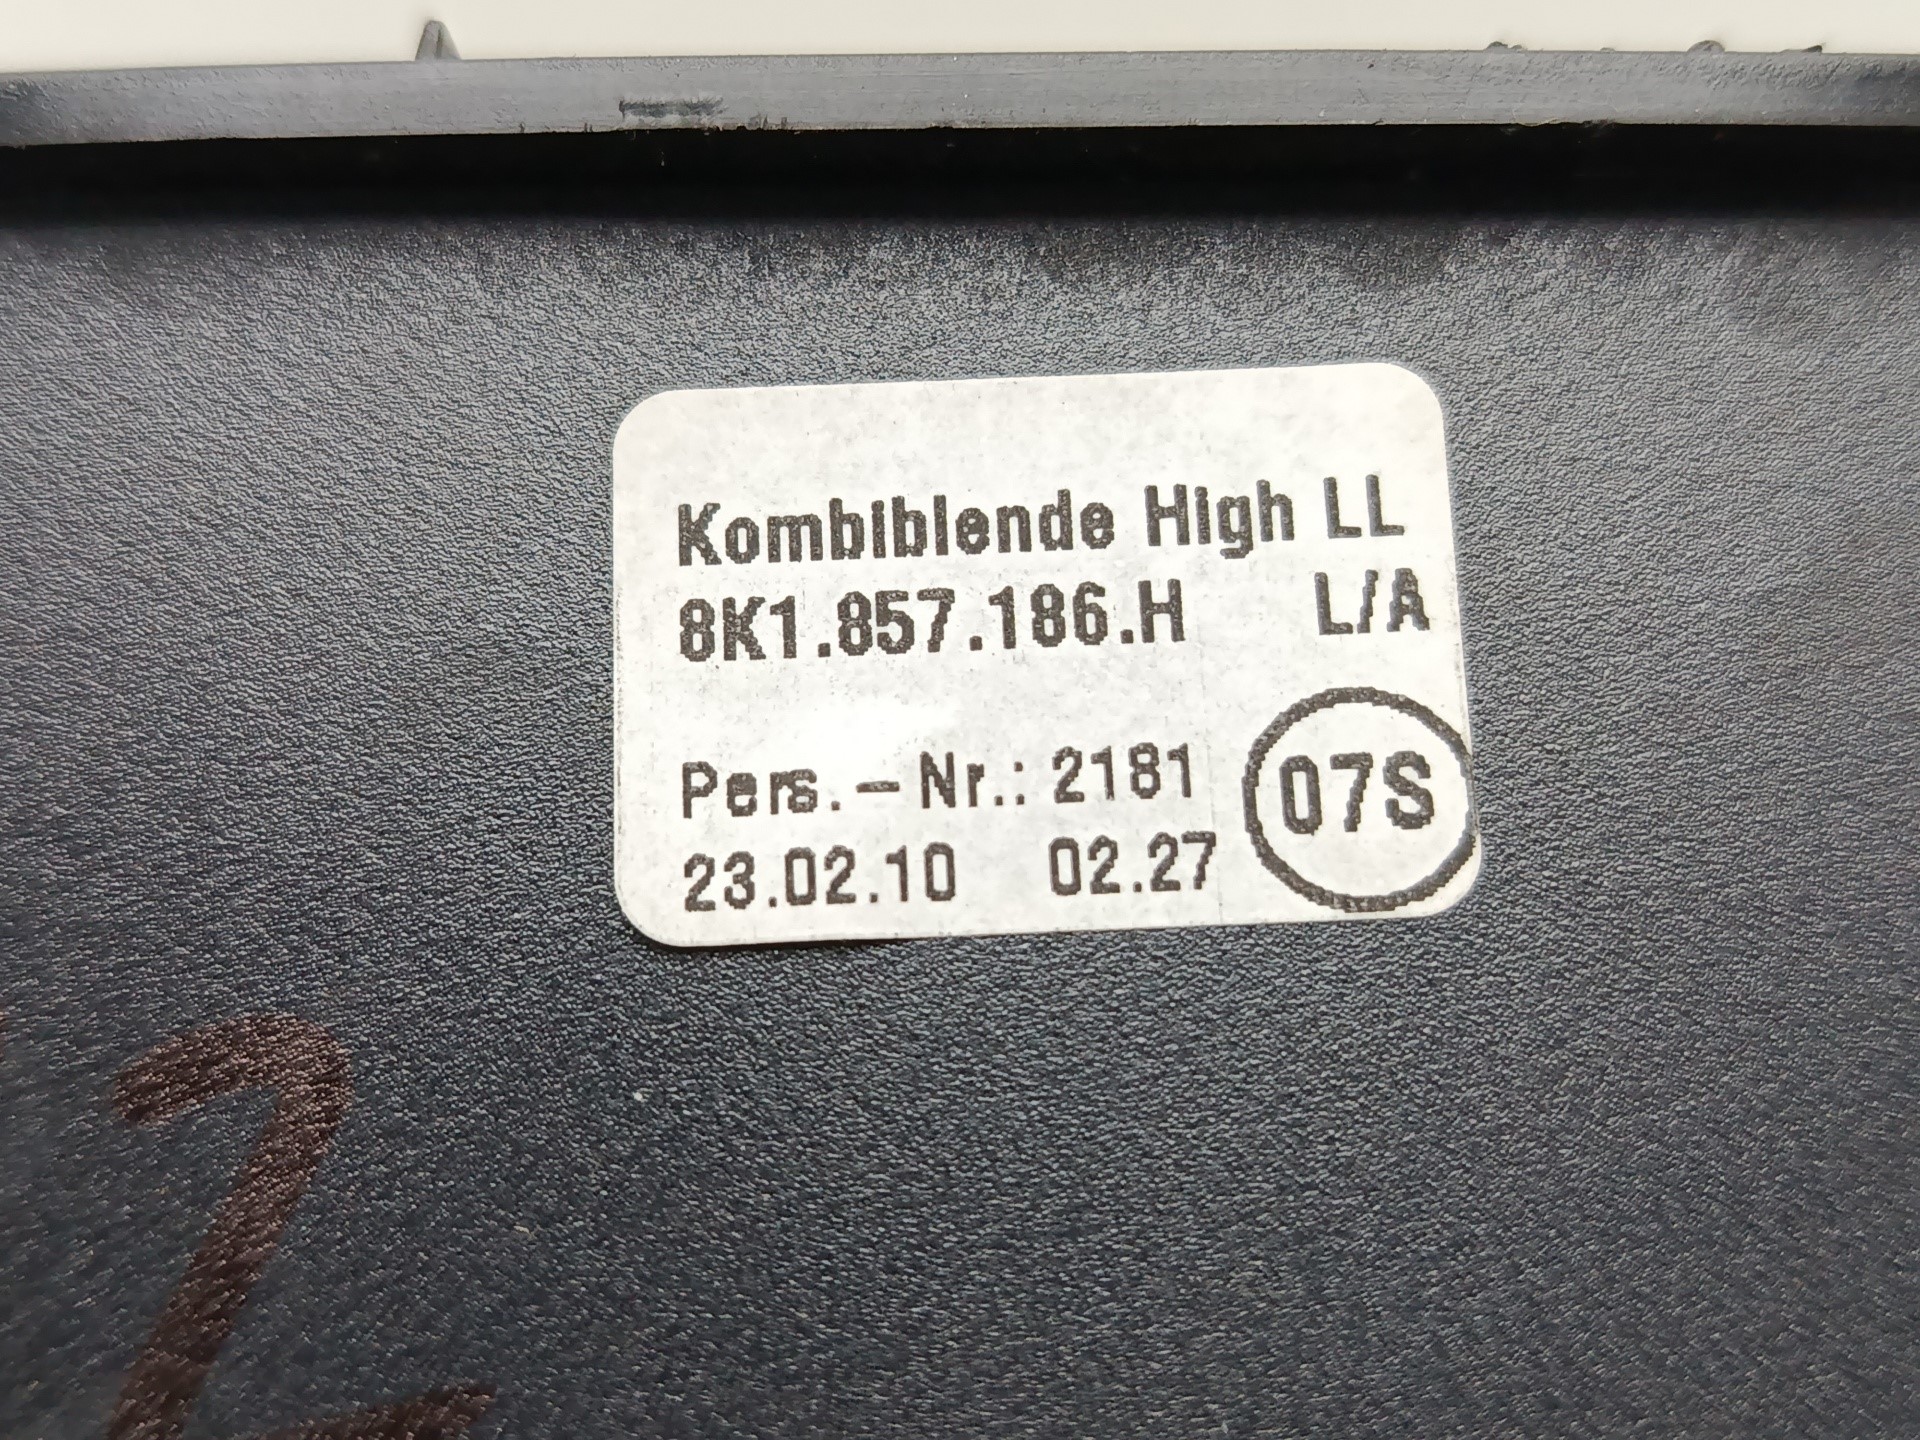 Kombiblende High LL
8K1.857.186.H L/A
Pers.-Nr.: 2181
07S
23.02.10 02.27